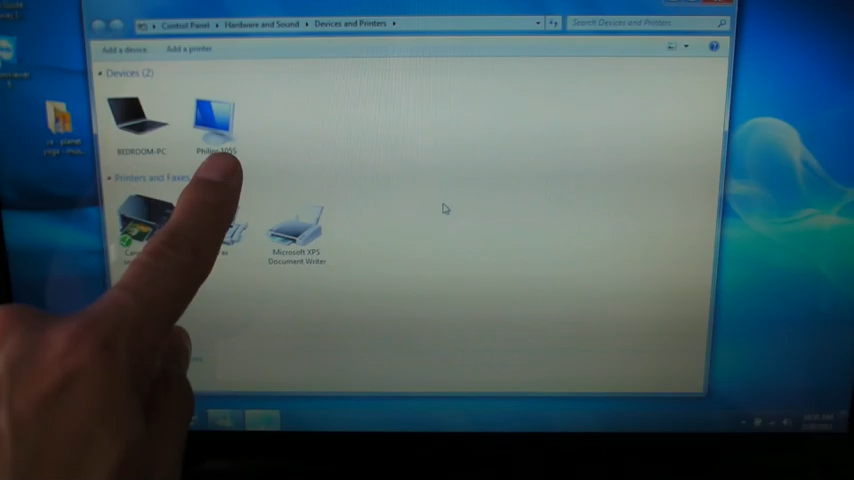 Control Panel ▸ Hardware and Sound ▸ Devices and Printers ▸
Search Devices and Printers
Add a device
Add a printer
Devices (2)
BEDROOM-PC
Philips
Printers and Faxes
Microsoft XPS
Document Writer